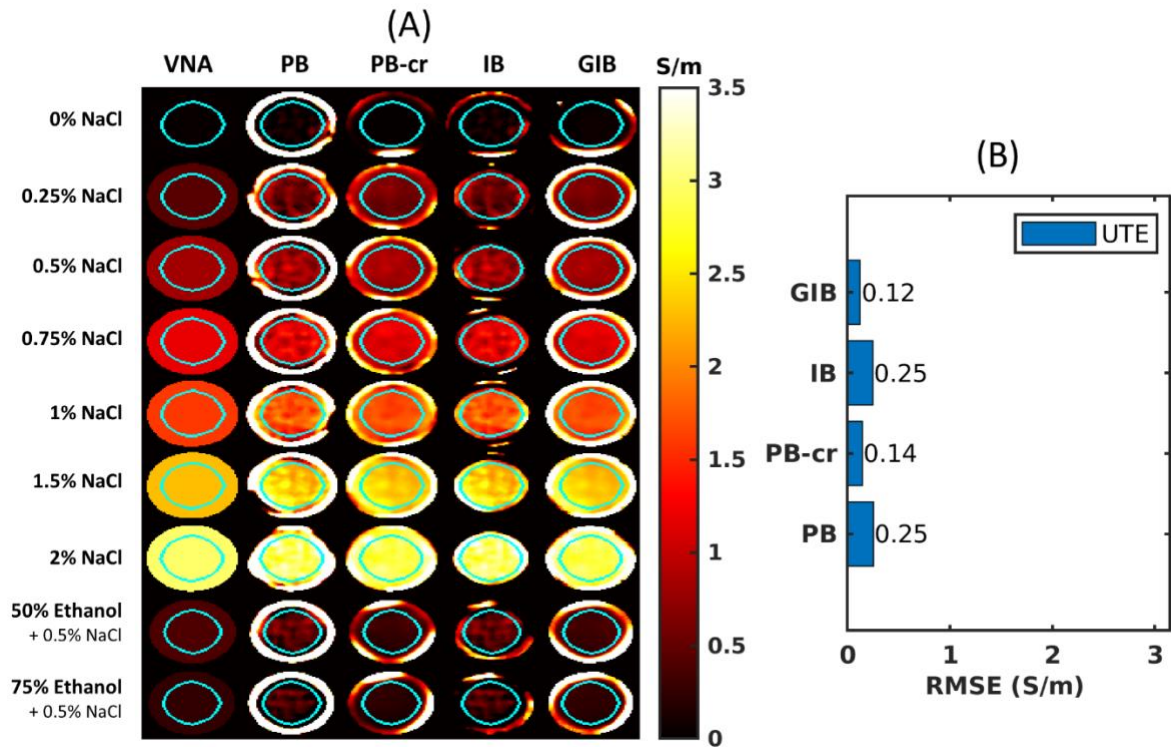 (A)
VNA PB PB-cr IB GIB S/m
0% NaCl
0.25% NaCl
0.5% NaCl
0.75% NaCl
1% NaCl
1.5% NaCl
2% NaCl
50% Ethanol
+ 0.5% NaCl
75% Ethanol
+ 0.5% NaCl
3.5
3
2.5
2
1.5
1
0.5
0
(B)
UTE
GIB 0.12
IB 0.25
PB-cr 0.14
PB 0.25
0 1 2 3
RMSE (S/m)